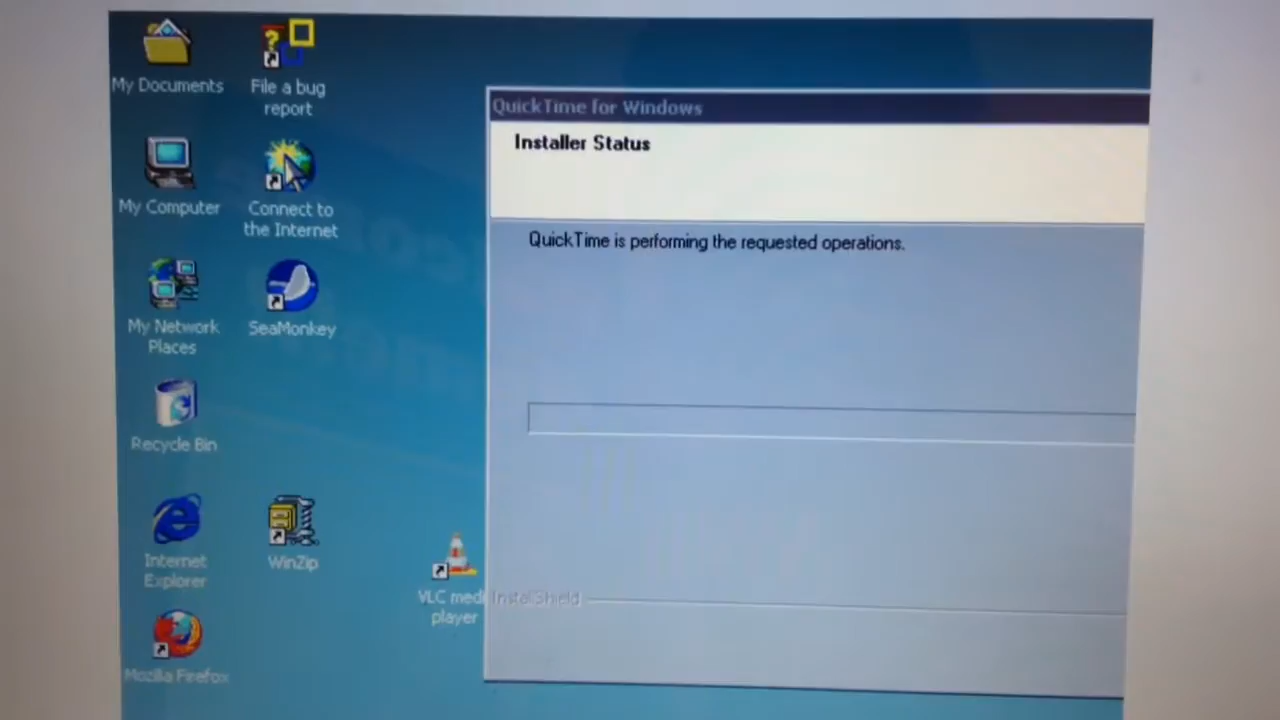 My Documents
File a bug
report
My Computer
Connect to
the Internet
My Network
Places
SeaMonkey
Recycle Bin
Internet
Explorer
WinZip
VLC medi
player
Mozilla Firefox
QuickTime for Windows
Installer Status
QuickTime is performing the requested operations.
InstallShield